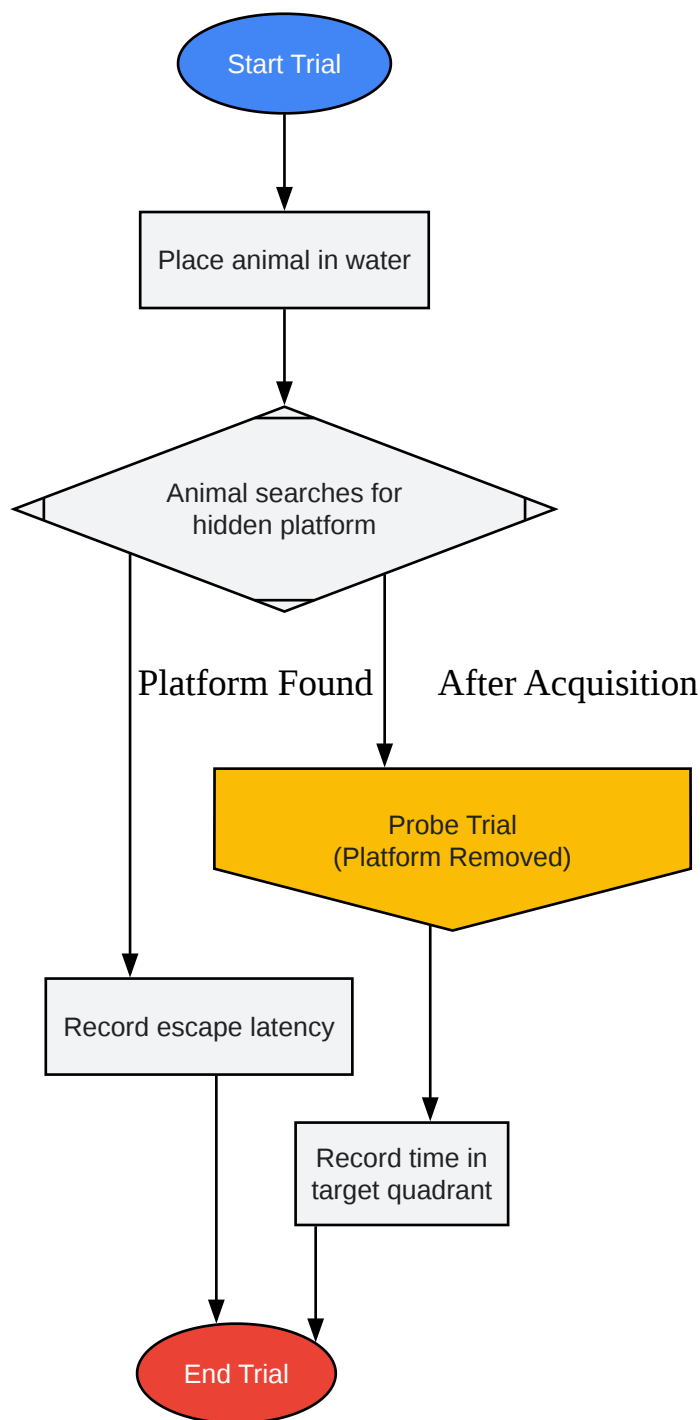 Start Trial
Place animal in water
Animal searches for
hidden platform
Platform Found
After Acquisition
Probe Trial
(Platform Removed)
Record escape latency
Record time in
target quadrant
End Trial